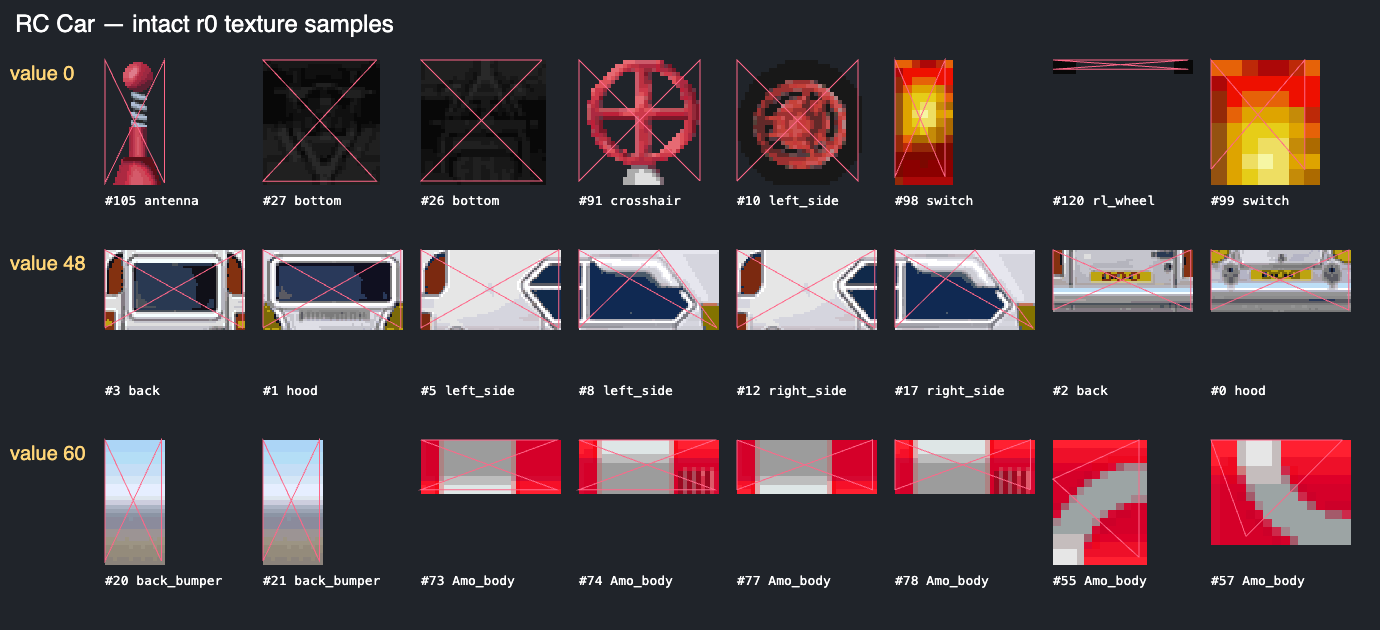 RC Car — intact r0 texture samples
value 0
#105 antenna
#27 bottom
#26 bottom
#91 crosshair
#10 left_side
#98 switch
#120 rl_wheel
#99 switch
value 48
#3 back
#1 hood
#5 left_side
#8 left_side
#12 right_side
#17 right_side
#2 back
#0 hood
value 60
#20 back_bumper
#21 back_bumper
#73 Amo_body
#74 Amo_body
#77 Amo_body
#78 Amo_body
#55 Amo_body
#57 Amo_body